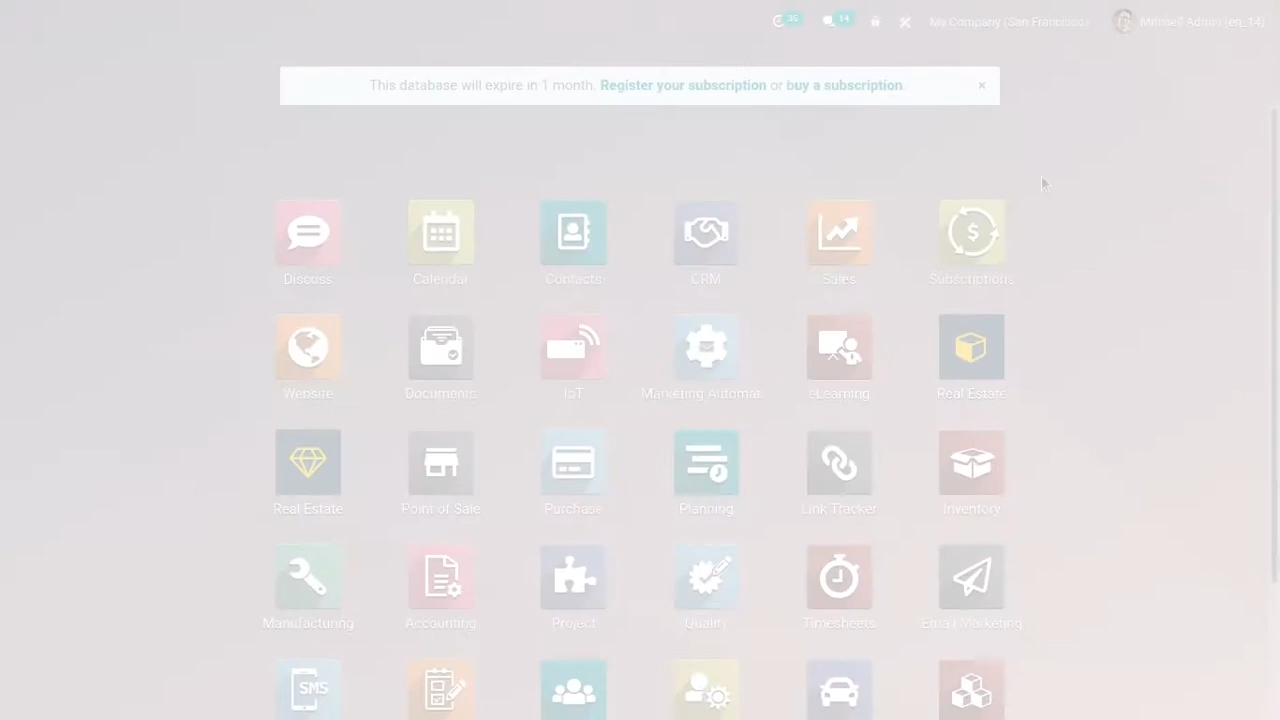 35 14 My Company (San Francisco) Mitchell Admin (en_14)
This database will expire in 1 month. Register your subscription or buy a subscription. ×
Discuss Calendar Contacts CRM Sales Subscriptions
Website Documents IoT Marketing Automat eLearning Real Estate
Real Estate Point of Sale Purchase Planning Link Tracker Inventory
Manufacturing Accounting Project Quality Timesheets Email Marketing
SMS